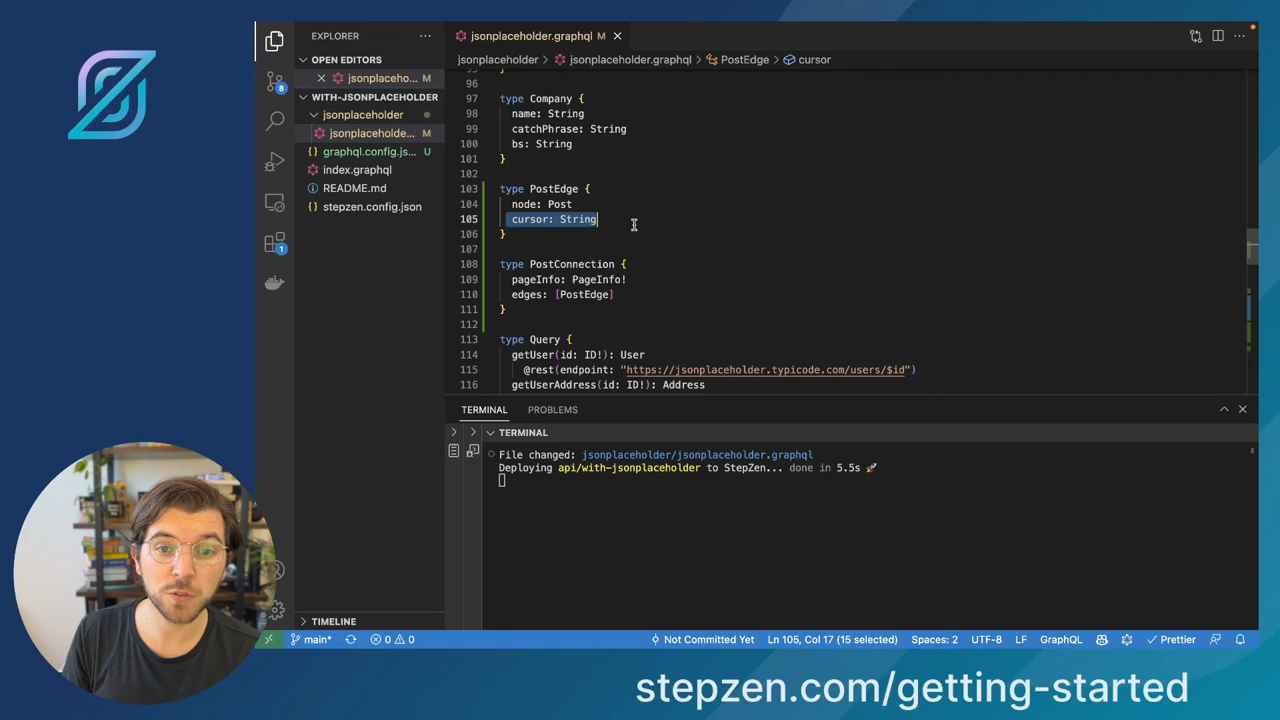 EXPLORER
OPEN EDITORS
jsonplaceho... M
WITH-JSONPLACEHOLDER
jsonplaceholder
jsonplaceholde... M
graphql.config.js... U
index.graphql
README.md
stepzen.config.json
TIMELINE
8
1
jsonplaceholder.graphql M
jsonplaceholder > jsonplaceholder.graphql > PostEdge > cursor
96
97 type Company {
98 name: String
99 catchPhrase: String
100 bs: String
101 }
102
103 type PostEdge {
104 node: Post
105 cursor: String
106 }
107
108 type PostConnection {
109 pageInfo: PageInfo!
110 edges: [PostEdge]
111 }
112
113 type Query {
114 getUser(id: ID!): User
115 @rest(endpoint: "https://jsonplaceholder.typicode.com/users/$id")
116 getUserAddress(id: ID!): Address
TERMINAL PROBLEMS
TERMINAL
File changed: jsonplaceholder/jsonplaceholder.graphql
Deploying api/with-jsonplaceholder to StepZen... done in 5.5s 🚀
main* 0 0 Not Committed Yet Ln 105, Col 17 (15 selected) Spaces: 2 UTF-8 LF GraphQL Prettier
stepzen.com/getting-started